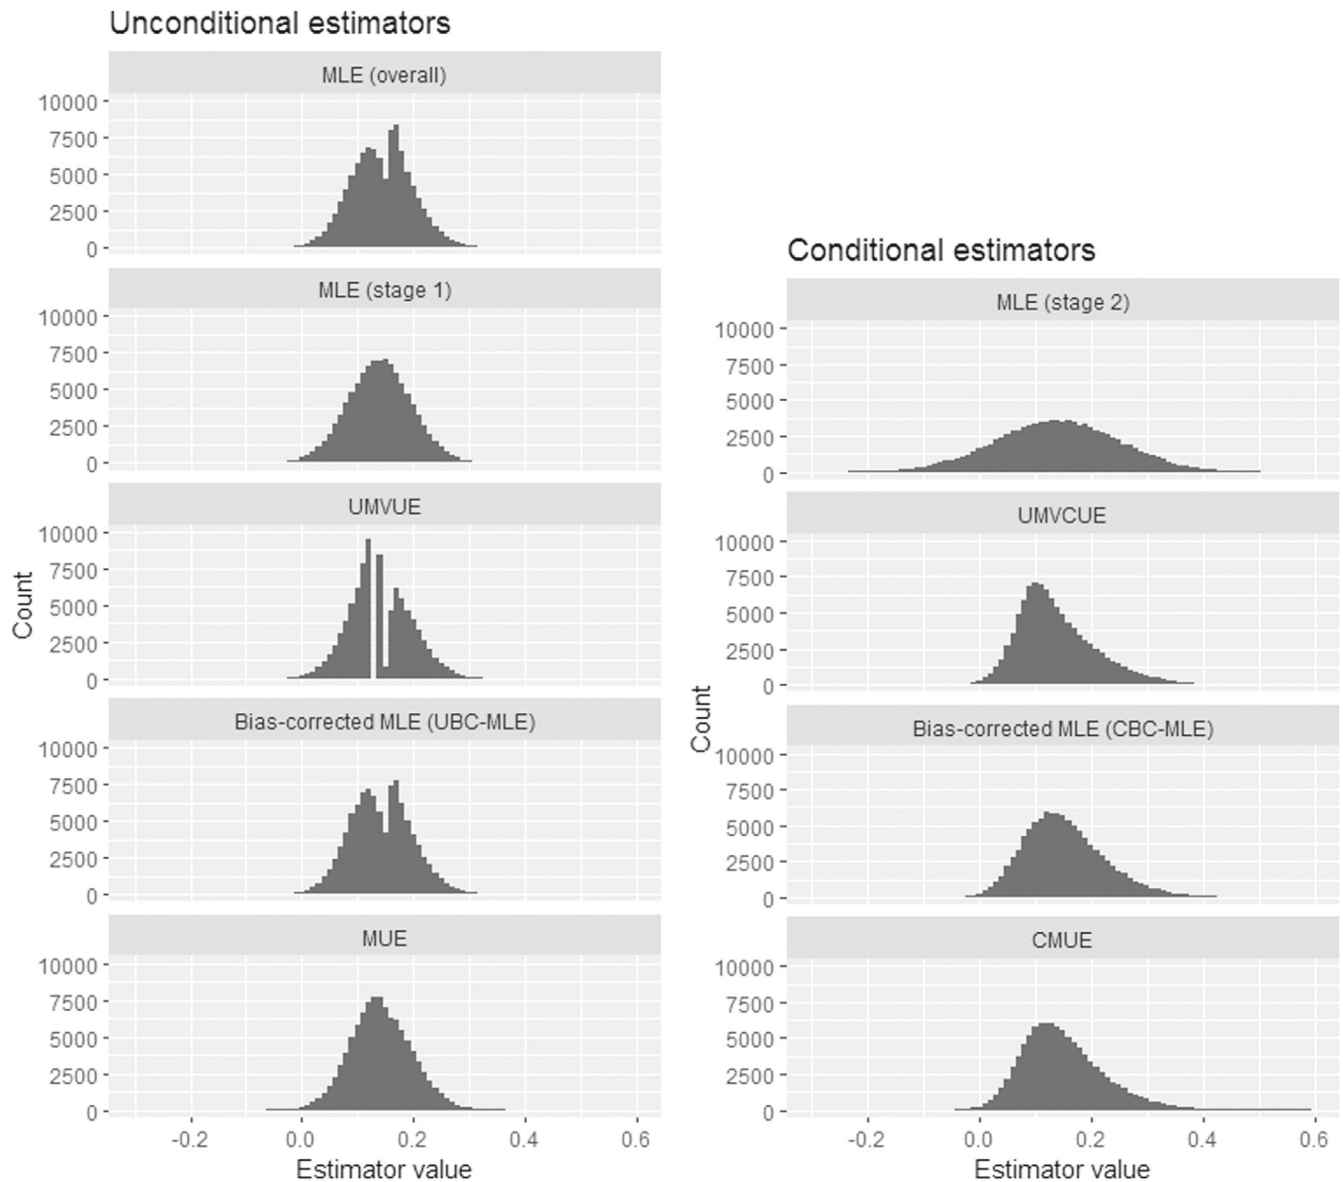 Unconditional estimators
MLE (overall)
10000
7500
5000
2500
0
MLE (stage 1)
10000
7500
5000
2500
0
UMVUE
10000
7500
5000
2500
0
Bias-corrected MLE (UBC-MLE)
10000
7500
5000
2500
0
MUE
10000
7500
5000
2500
0
-0.2 0.0 0.2 0.4 0.6
Estimator value
Count
Conditional estimators
MLE (stage 2)
10000
7500
5000
2500
0
UMVCUE
10000
7500
5000
2500
0
Bias-corrected MLE (CBC-MLE)
10000
7500
5000
2500
0
CMUE
10000
7500
5000
2500
0
-0.2 0.0 0.2 0.4 0.6
Estimator value
Count